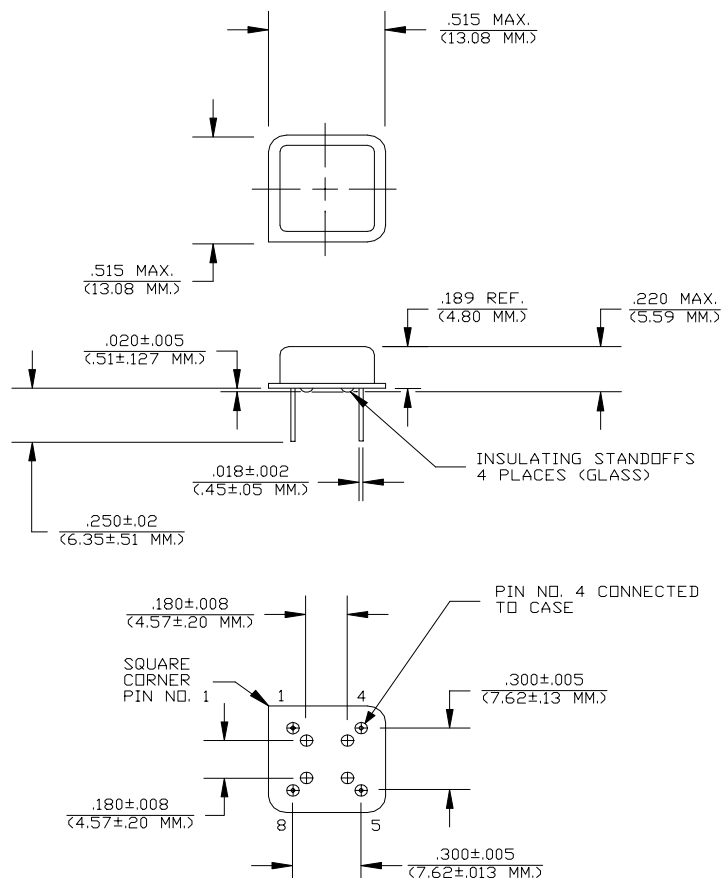 .515 MAX.
(13.08 MM.)
.515 MAX.
(13.08 MM.)
.189 REF.
(4.80 MM.)
.220 MAX.
(5.59 MM.)
.020±.005
(.51±.127 MM.)
INSULATING STANDOFFS
4 PLACES (GLASS)
.018±.002
(.45±.05 MM.)
.250±.02
(6.35±.51 MM.)
.180±.008
(4.57±.20 MM.)
PIN NO. 4 CONNECTED
TO CASE
SQUARE
CORNER
PIN NO. 1
1
4
.300±.005
(7.62±.13 MM.)
.180±.008
(4.57±.20 MM.)
8
5
.300±.005
(7.62±.013 MM.)